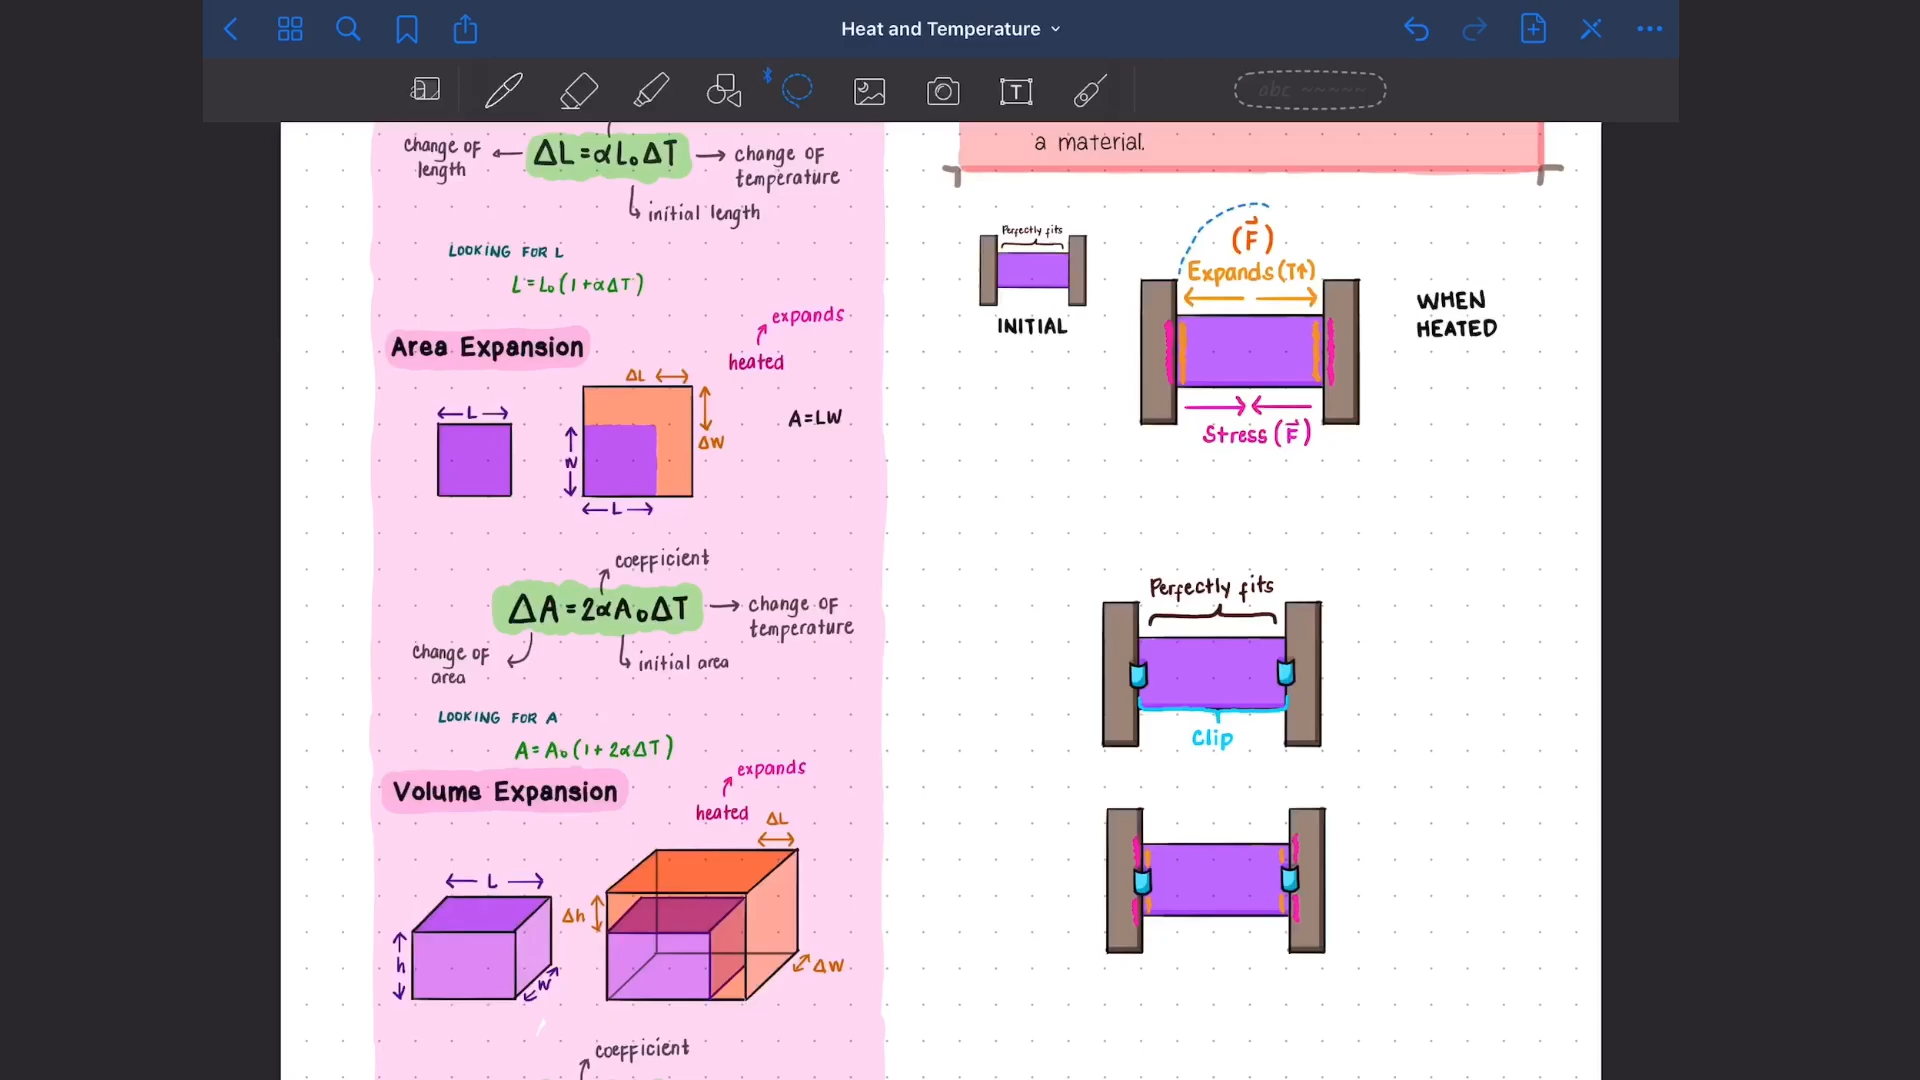 Heat and Temperature
T
abc ~~~~~
change of
length
ΔL=αL₀ΔT
change of
temperature
initial length
LOOKING FOR L
L=L₀(1+αΔT)
Area Expansion
expands
heated
L
ΔL
ΔW
W
L
A=LW
coefficient
ΔA=2αA₀ΔT
change of
temperature
change of
area
initial area
LOOKING FOR A
A=A₀(1+2αΔT)
Volume Expansion
expands
heated
L
h
W
ΔL
Δh
ΔW
coefficient
a material.
Perfectly fits
INITIAL
(F⃗)
Expands(T↑)
WHEN
HEATED
Stress(F⃗)
Perfectly fits
Clip